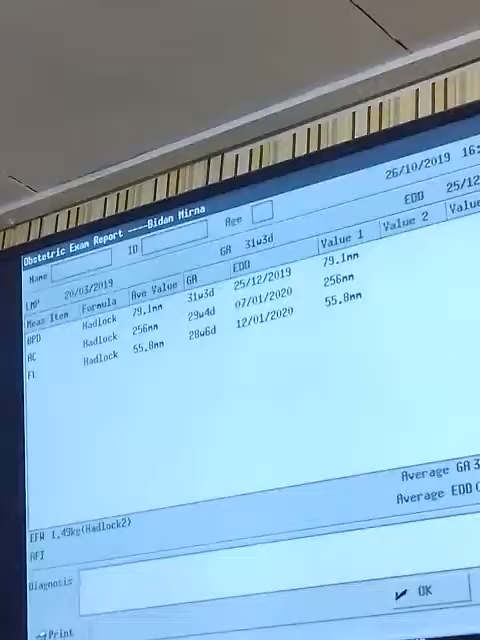 26/10/2019 16:
Obstetric Exam Report ----Bidan Mirna
Name ID Age EDD 25/12
LMP 20/03/2019 GA 31w3d
Meas Item Formula Ave Value GA EDD Value 1 Value 2 Value
BPD Hadlock 79.1mm 31w3d 25/12/2019 79.1mm
AC Hadlock 256mm 29w4d 07/01/2020 256mm
FL Hadlock 55.8mm 28w6d 12/01/2020 55.8mm
Average GA 3
Average EDD
EFW 1.49kg(Hadlock2)
AFI
Diagnosis
OK
Print